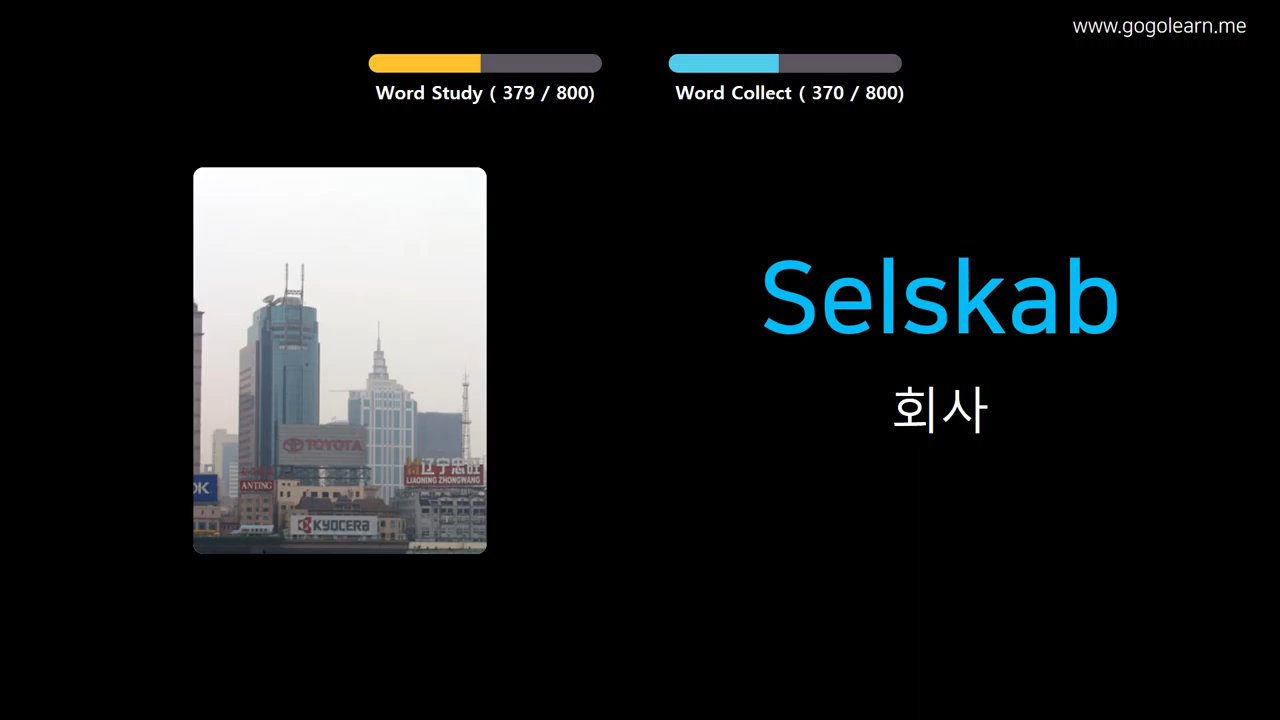 www.gogolearn.me
Word Study ( 379 / 800)
Word Collect ( 370 / 800)
Selskab
회사
TOYOTA
辽宁忠旺
LIAONING ZHONGWANG
OK
ANTING
KYOCERA